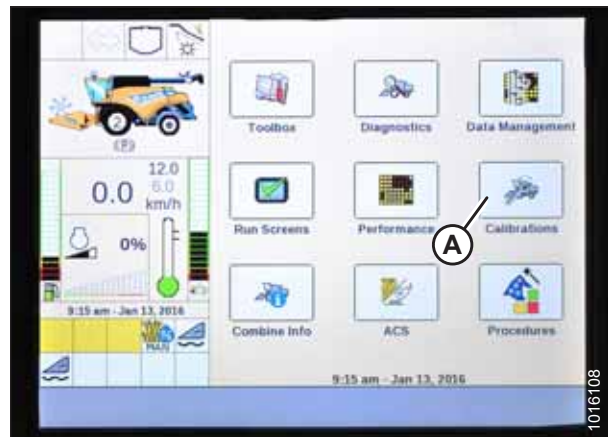 Toolbox
Diagnostics
Data Management
2
(P)
12.0
6.0
0.0
km/h
Run Screens
Performance
Calibrations
A
0%
9:15 am - Jan 13, 2016
MAN
Combine Info
ACS
Procedures
9:15 am - Jan 13, 2016
1016108